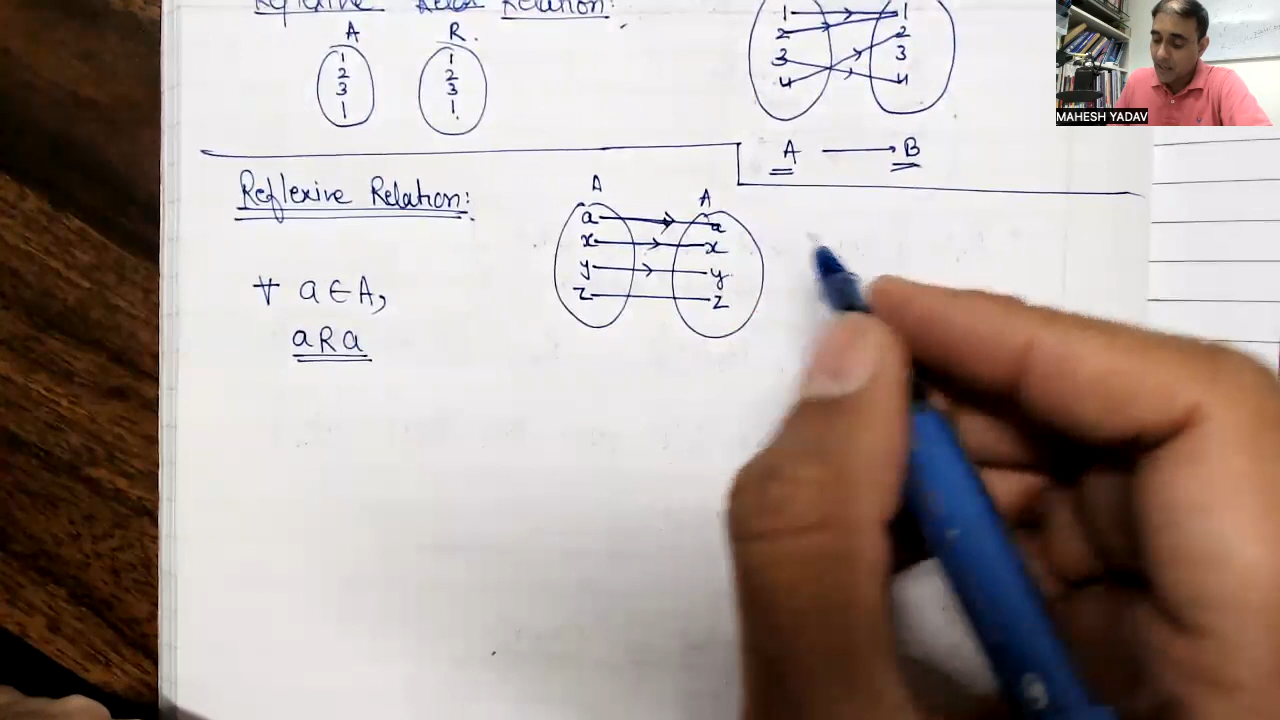 Reflexive Relation:
A R.
1 1
2 2
3 3
1 1
1 1
2 2
3 3
4 4
A → B
MAHESH YADAV
Reflexive Relation:
A A
a a
x x
y y
z z
∀ a ∈ A,
a R a